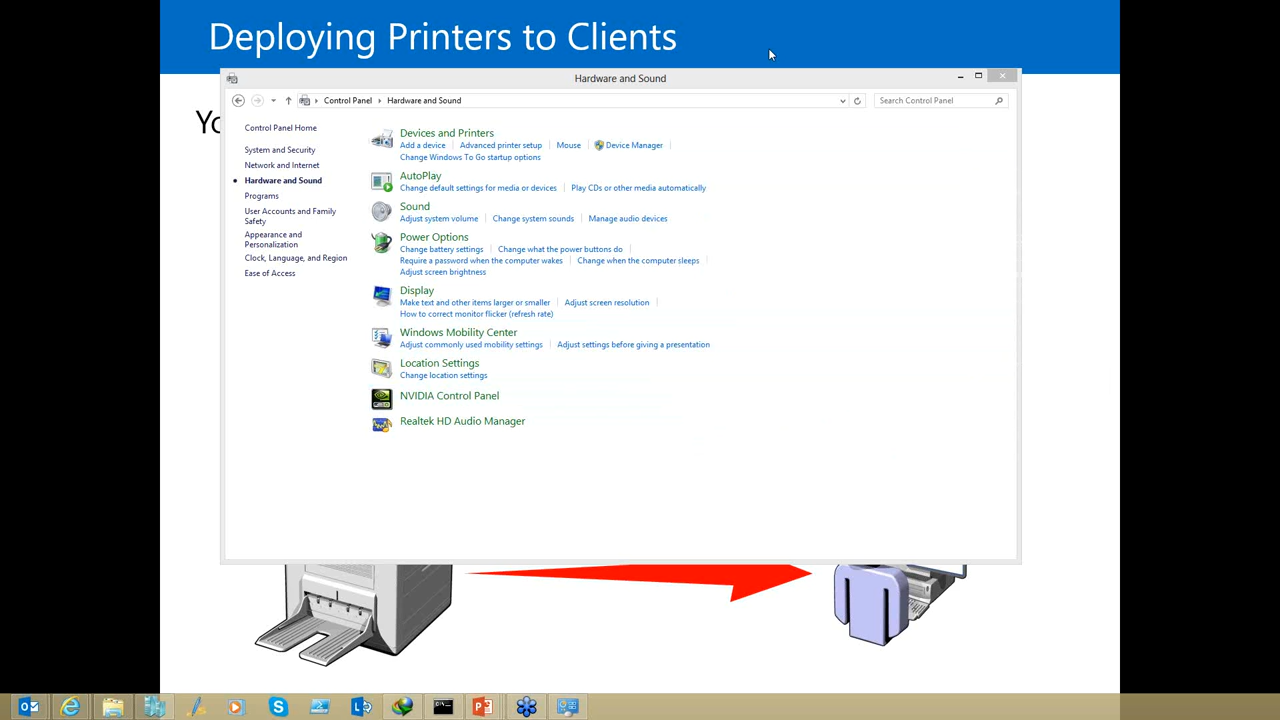 Deploying Printers to Clients
Hardware and Sound
Control Panel Hardware and Sound Search Control Panel
Yo
Control Panel Home
System and Security
Network and Internet
Hardware and Sound
Programs
User Accounts and Family
Safety
Appearance and
Personalization
Clock, Language, and Region
Ease of Access
Devices and Printers
Add a device Advanced printer setup Mouse Device Manager
Change Windows To Go startup options
AutoPlay
Change default settings for media or devices Play CDs or other media automatically
Sound
Adjust system volume Change system sounds Manage audio devices
Power Options
Change battery settings Change what the power buttons do
Require a password when the computer wakes Change when the computer sleeps
Adjust screen brightness
Display
Make text and other items larger or smaller Adjust screen resolution
How to correct monitor flicker (refresh rate)
Windows Mobility Center
Adjust commonly used mobility settings Adjust settings before giving a presentation
Location Settings
Change location settings
NVIDIA Control Panel
Realtek HD Audio Manager